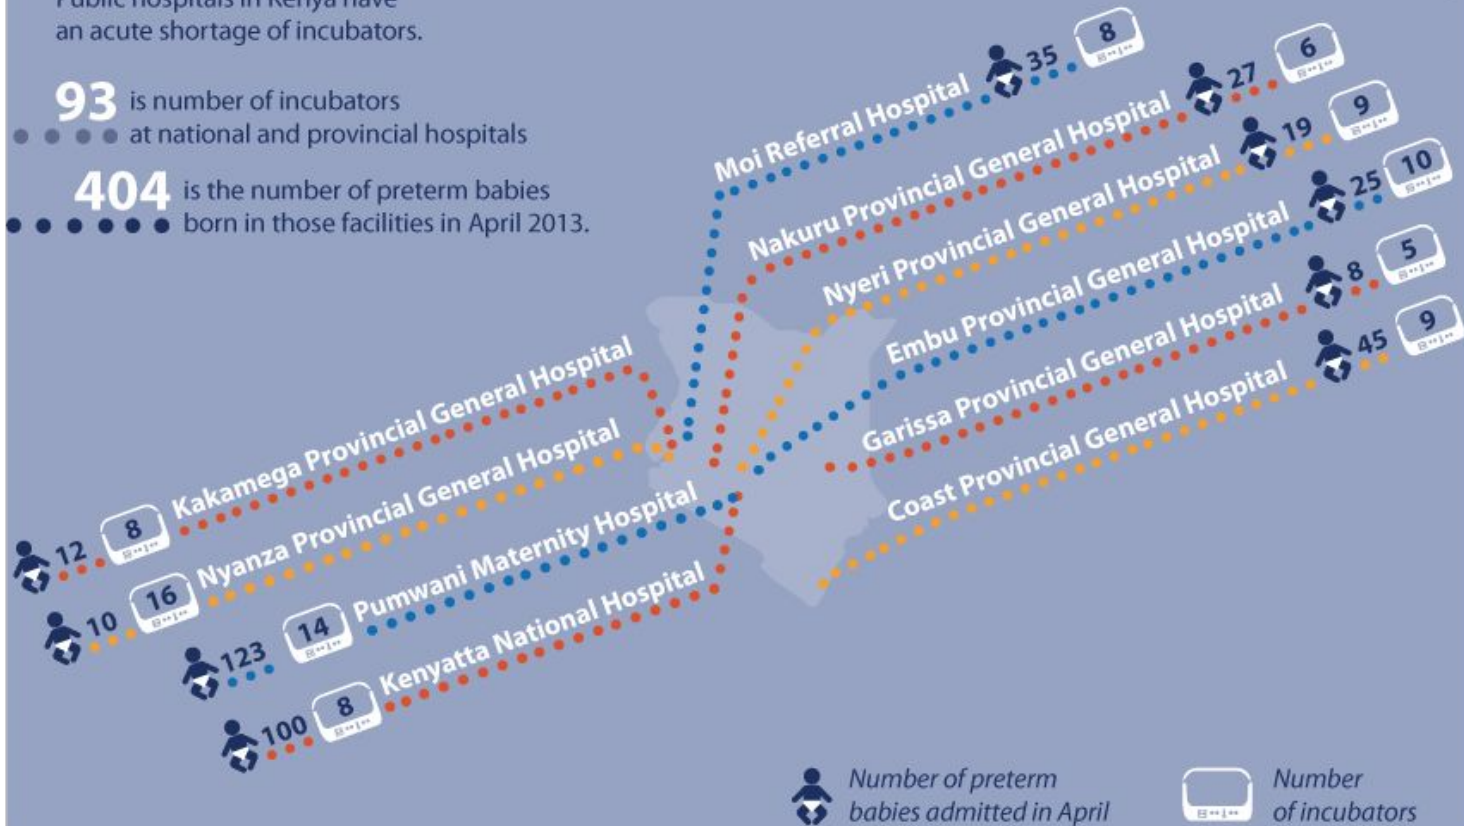 Public hospitals in Kenya have
an acute shortage of incubators.
93 is number of incubators
at national and provincial hospitals
404 is the number of preterm babies
born in those facilities in April 2013.
Moi Referral Hospital 35 8
Nakuru Provincial General Hospital 27 6
Nyeri Provincial General Hospital 19 9
Embu Provincial General Hospital 25 10
Garissa Provincial General Hospital 8 5
Coast Provincial General Hospital 45 9
12 8 Kakamega Provincial General Hospital
10 16 Nyanza Provincial General Hospital
123 14 Pumwani Maternity Hospital
100 8 Kenyatta National Hospital
Number of preterm
babies admitted in April
Number
of incubators